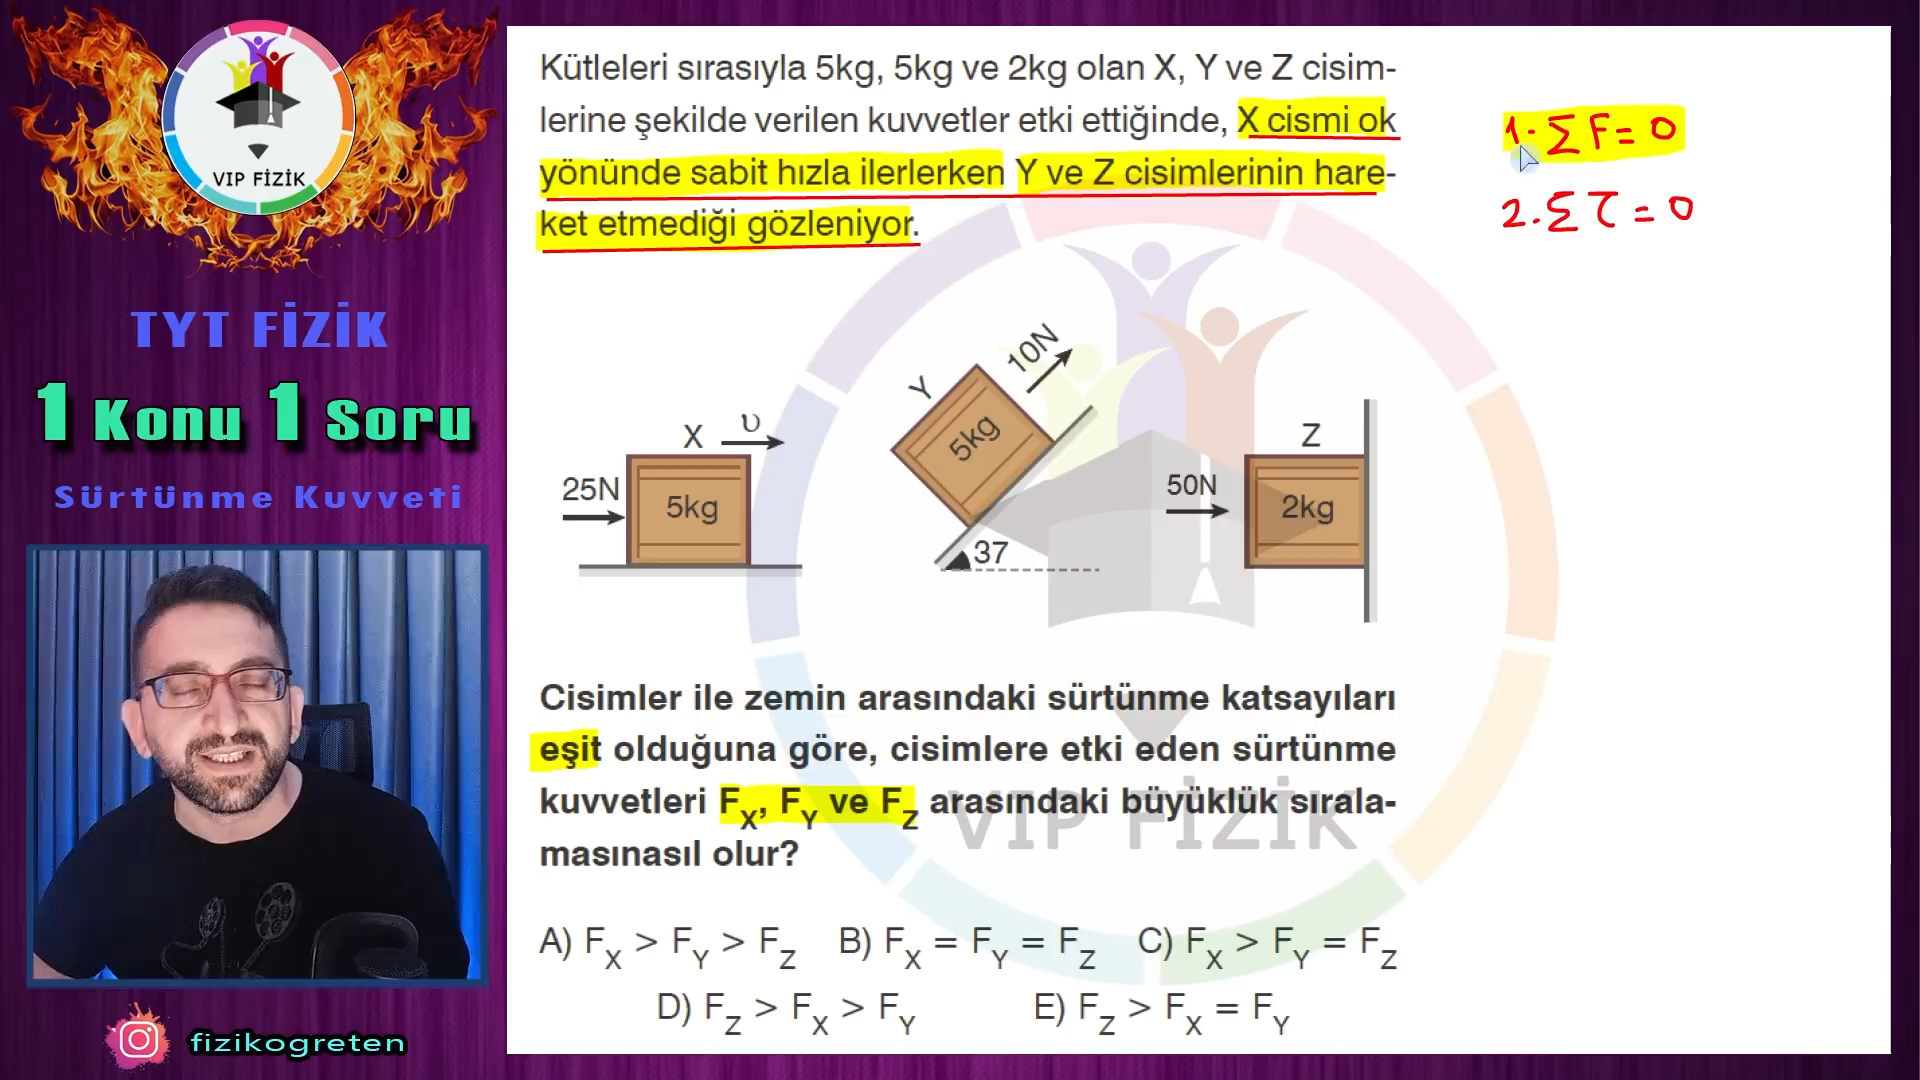 VIP FİZİK
TYT FİZİK
1 Konu 1 Soru
Sürtünme Kuvveti
fizikogreten
Kütleleri sırasıyla 5kg, 5kg ve 2kg olan X, Y ve Z cisim-
lerine şekilde verilen kuvvetler etki ettiğinde, X cismi ok
yönünde sabit hızla ilerlerken Y ve Z cisimlerinin hare-
ket etmediği gözleniyor.
1. ΣF = 0
2. Στ = 0
X
υ
25N
5kg
Y
10N
5kg
37
Z
50N
2kg
Cisimler ile zemin arasındaki sürtünme katsayıları
eşit olduğuna göre, cisimlere etki eden sürtünme
kuvvetleri F_X, F_Y ve F_Z arasındaki büyüklük sırala-
masınasıl olur?
VIP FİZİK
A) F_X > F_Y > F_Z B) F_X = F_Y = F_Z C) F_X > F_Y = F_Z
D) F_Z > F_X > F_Y E) F_Z > F_X = F_Y